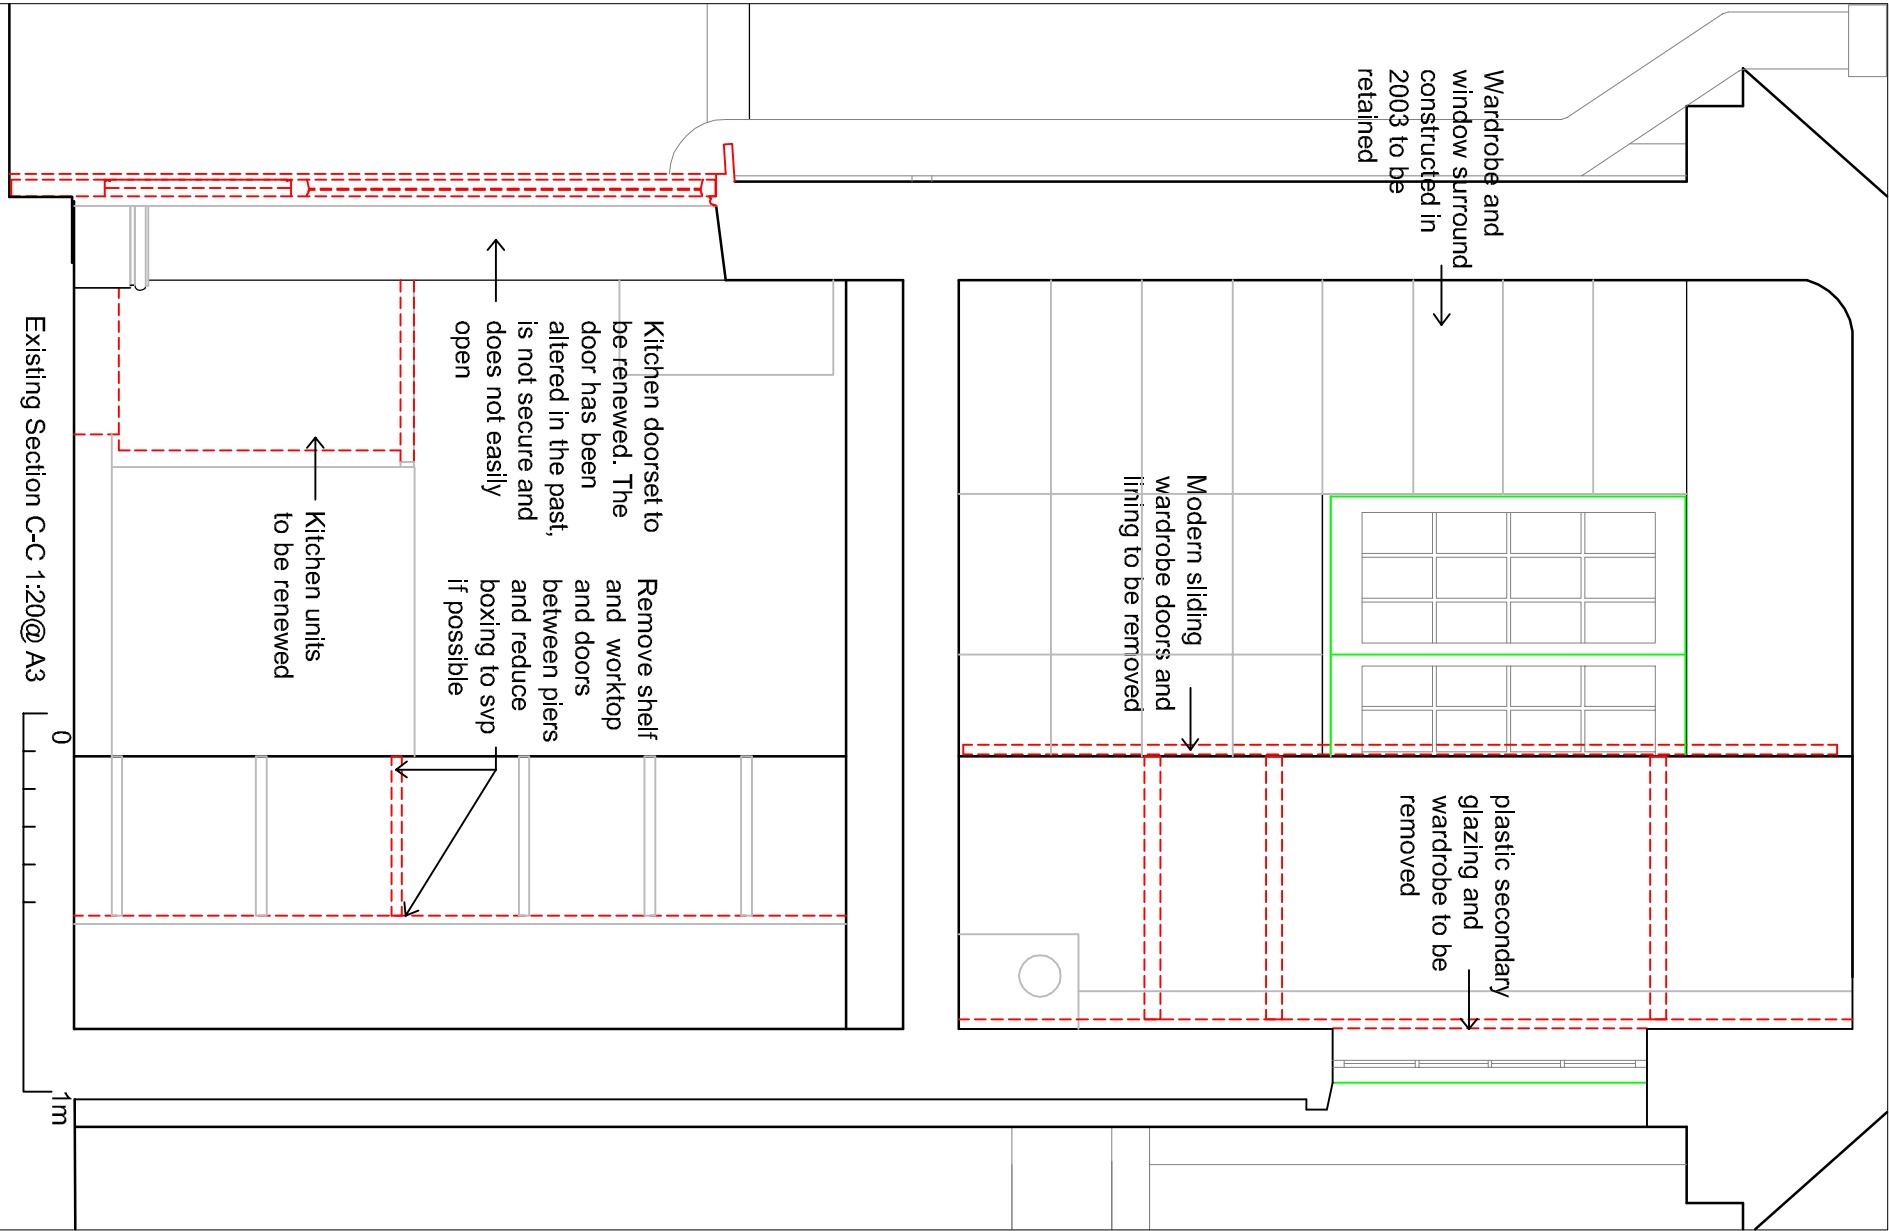 Wardrobe and
window surround
constructed in
2003 to be
retained
plastic secondary
glazing and
wardrobe to be
removed
Modern sliding
wardrobe doors and
lining to be removed
Kitchen doorset to
be renewed. The
door has been
altered in the past,
is not secure and
does not easily
open
Remove shelf
and worktop
and doors
between piers
and reduce
boxing to svp
if possible
Kitchen units
to be renewed
Existing Section C-C 1:20@ A3
0
1m